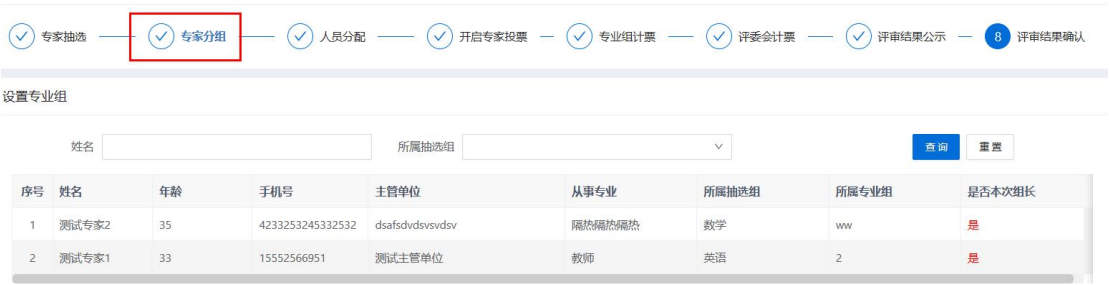 专家抽选 专家分组 人员分配 开启专家投票 专业组计票 评委会计票 评审结果公示 8 评审结果确认
设置专业组
姓名 所属抽选组 查询 重置
序号 姓名 年龄 手机号 主管单位 从事专业 所属抽选组 所属专业组 是否本次组长
1 测试专家2 35 4233253245332532 dsafsdvdsvsvdsv 隔热隔热隔热 数学 ww 是
2 测试专家1 33 15552566951 测试主管单位 教师 英语 2 是